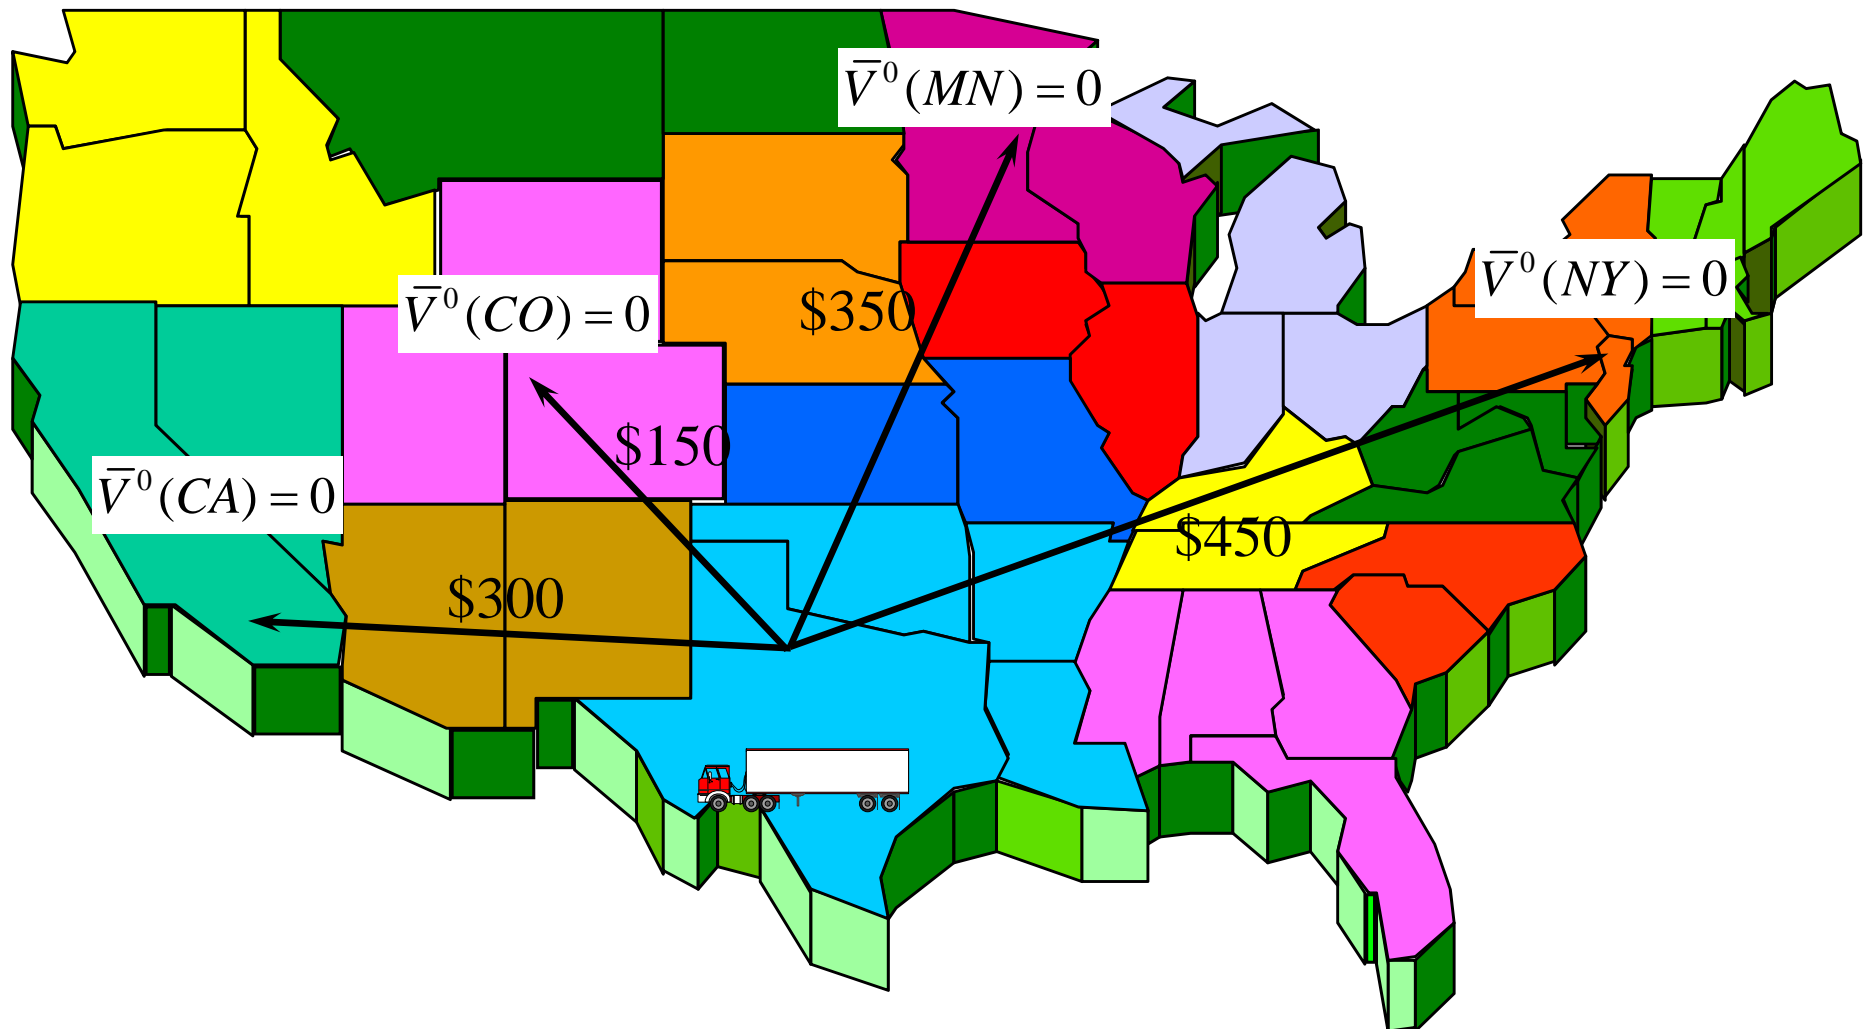 V̄⁰(MN) = 0
V̄⁰(NY) = 0
V̄⁰(CO) = 0
$350
$150
V̄⁰(CA) = 0
$450
$300